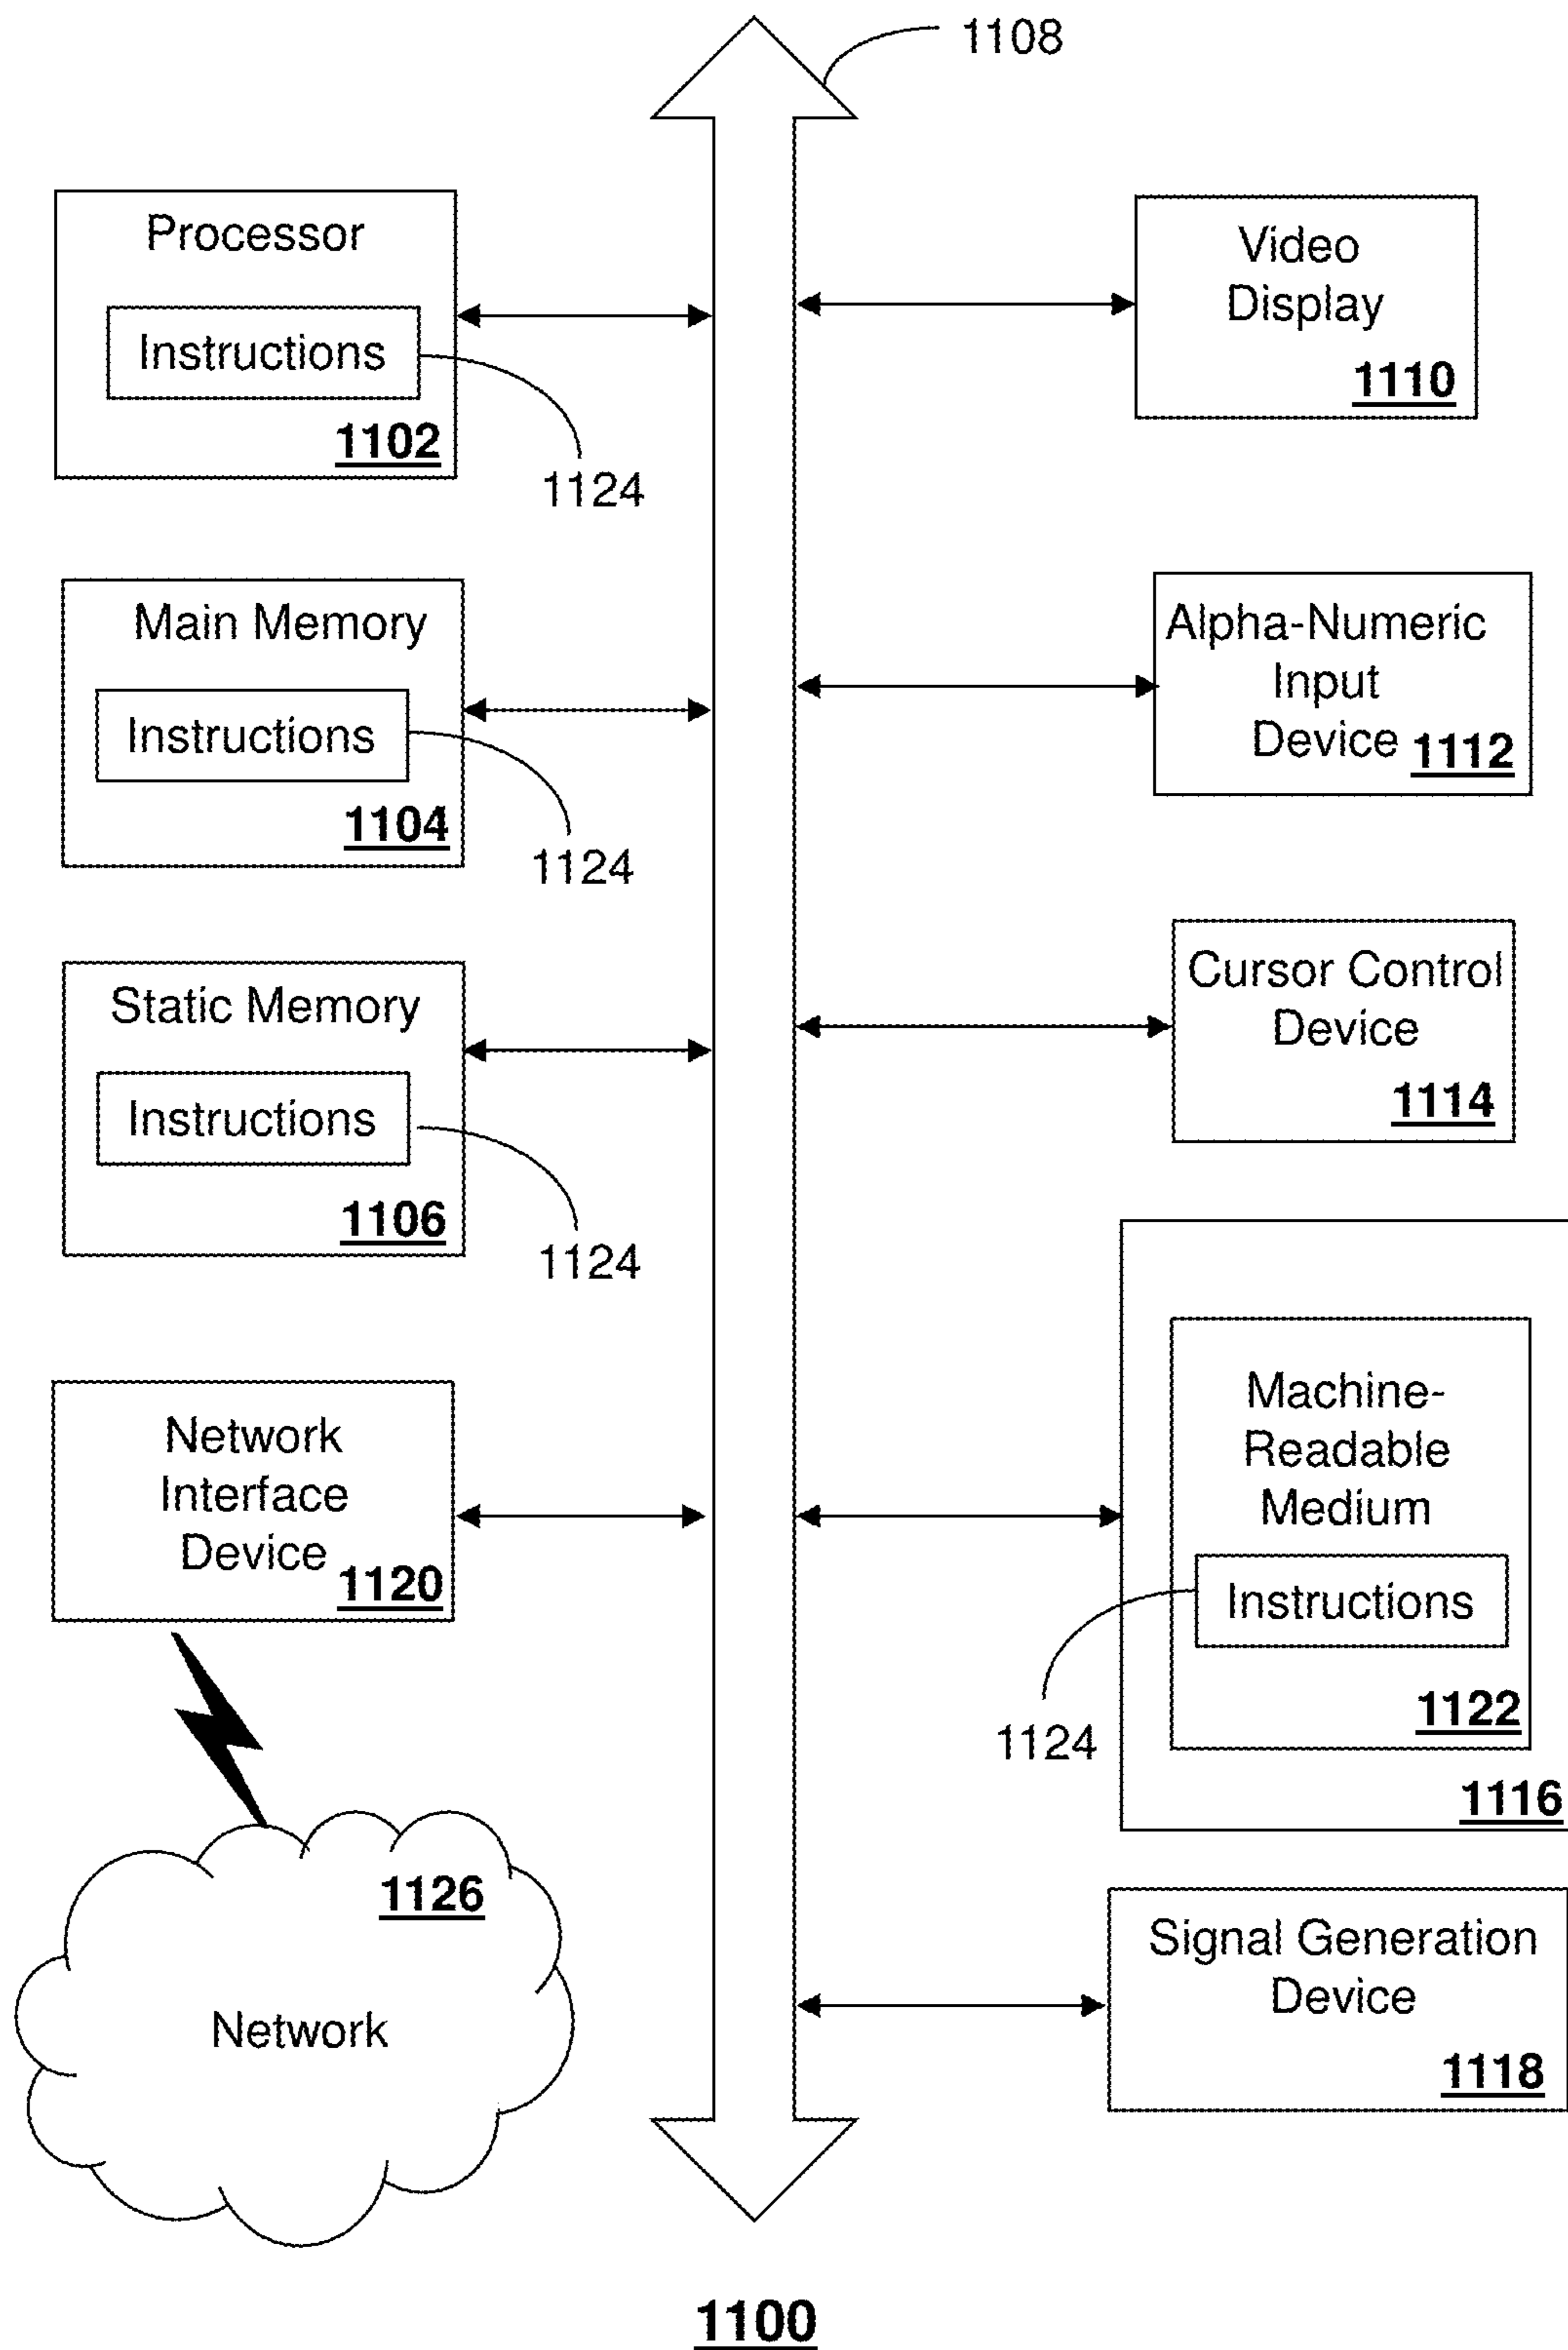 1108
Processor
Instructions
1102
1124
Main Memory
Instructions
1104
1124
Static Memory
Instructions
1106
1124
Network
Interface
Device
1120
1126
Network
Video
Display
1110
Alpha-Numeric
Input
Device 1112
Cursor Control
Device
1114
Machine-
Readable
Medium
Instructions
1124
1122
1116
Signal Generation
Device
1118
1100